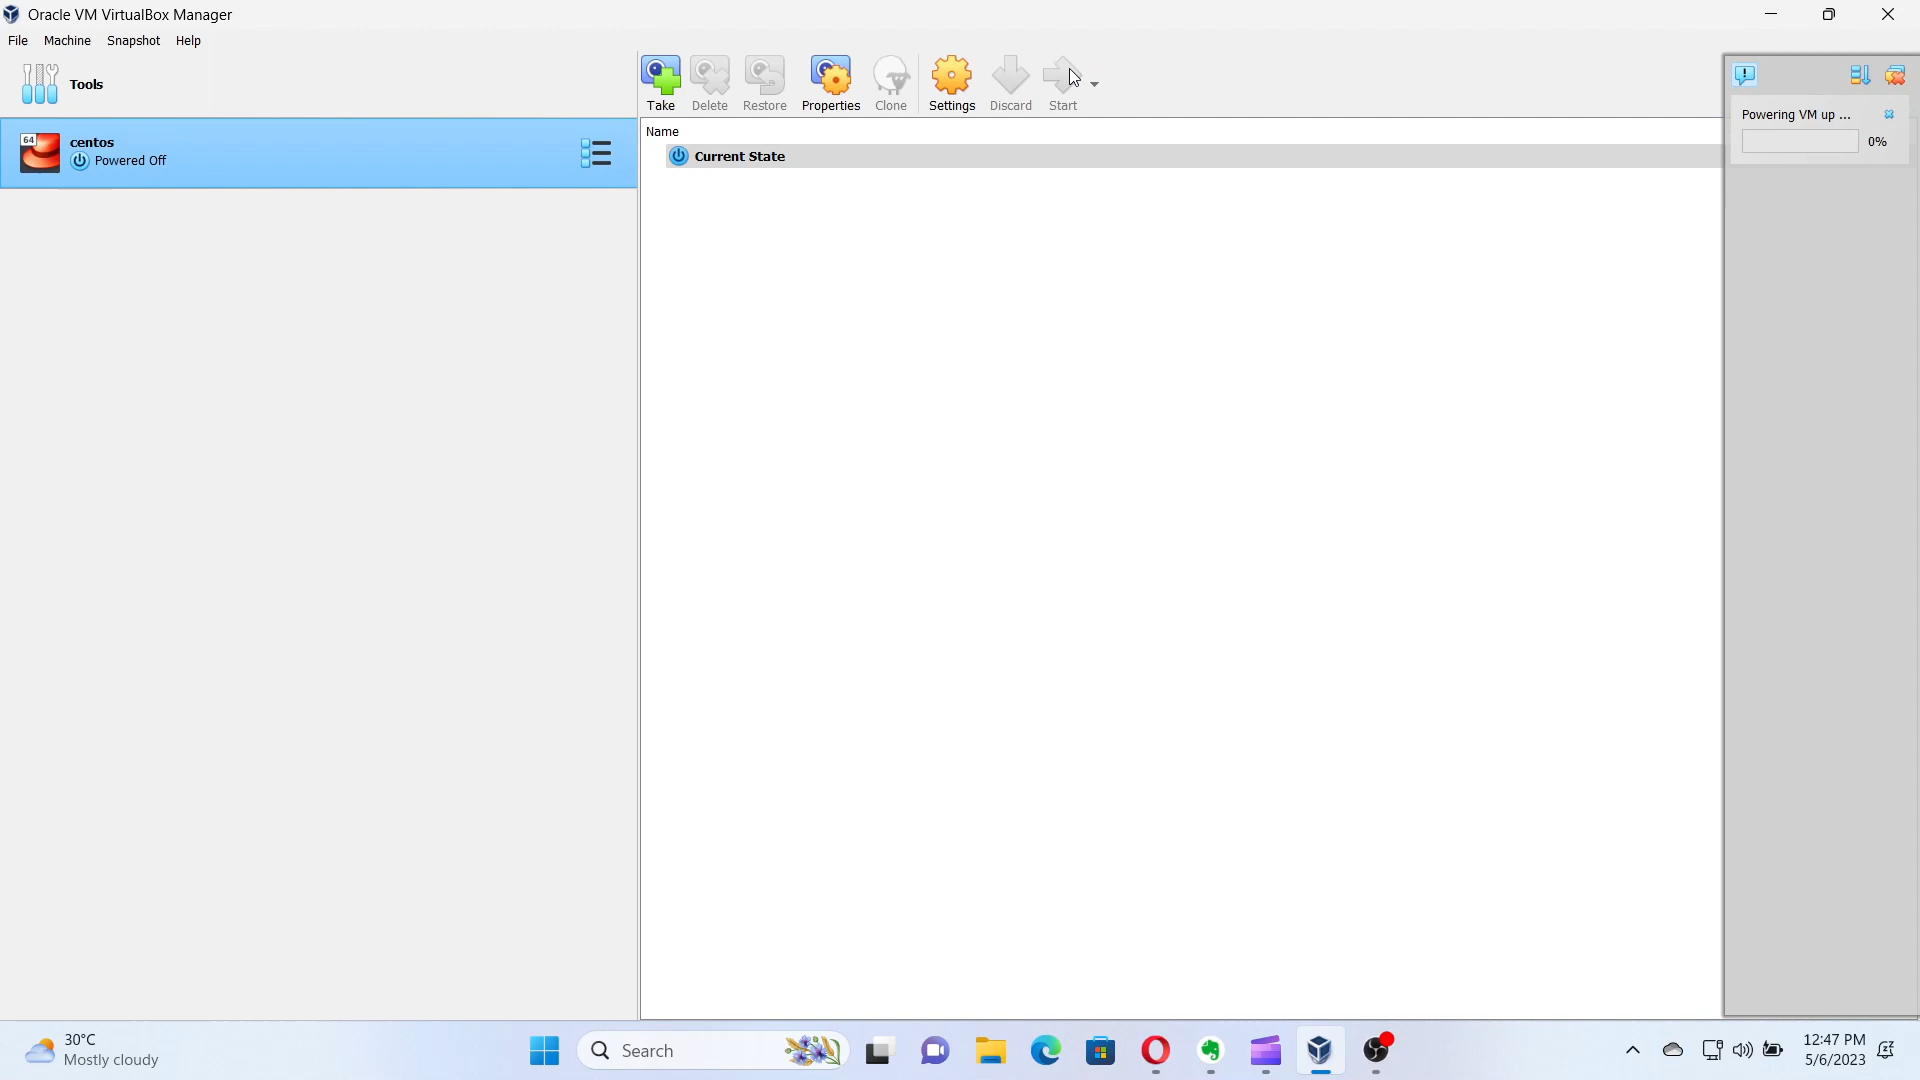 Oracle VM VirtualBox Manager
File Machine Snapshot Help
Tools
Take Delete Restore Properties Clone Settings Discard Start
64
centos
Powered Off
Name
Current State
Powering VM up ...
0%
30°C
Mostly cloudy
Search
12:47 PM
5/6/2023